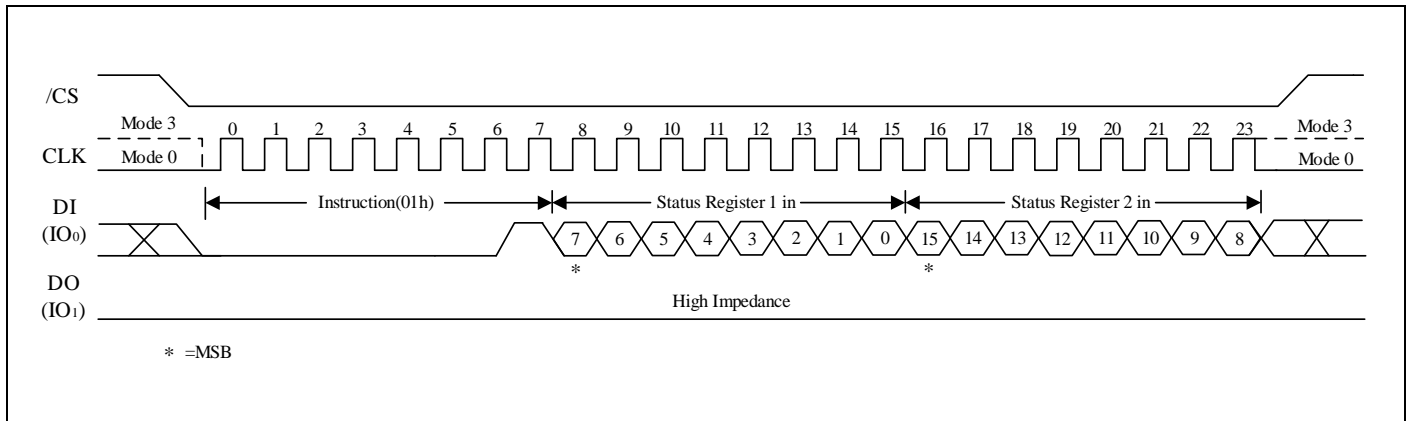 /CS
Mode 3
0 1 2 3 4 5 6 7 8 9 10 11 12 13 14 15 16 17 18 19 20 21 22 23
Mode 3
CLK
Mode 0
Mode 0
DI
(IO₀)
Instruction(01h)
Status Register 1 in
Status Register 2 in
7 6 5 4 3 2 1 0 15 14 13 12 11 10 9 8
* *
DO
(IO₁)
High Impedance
* =MSB